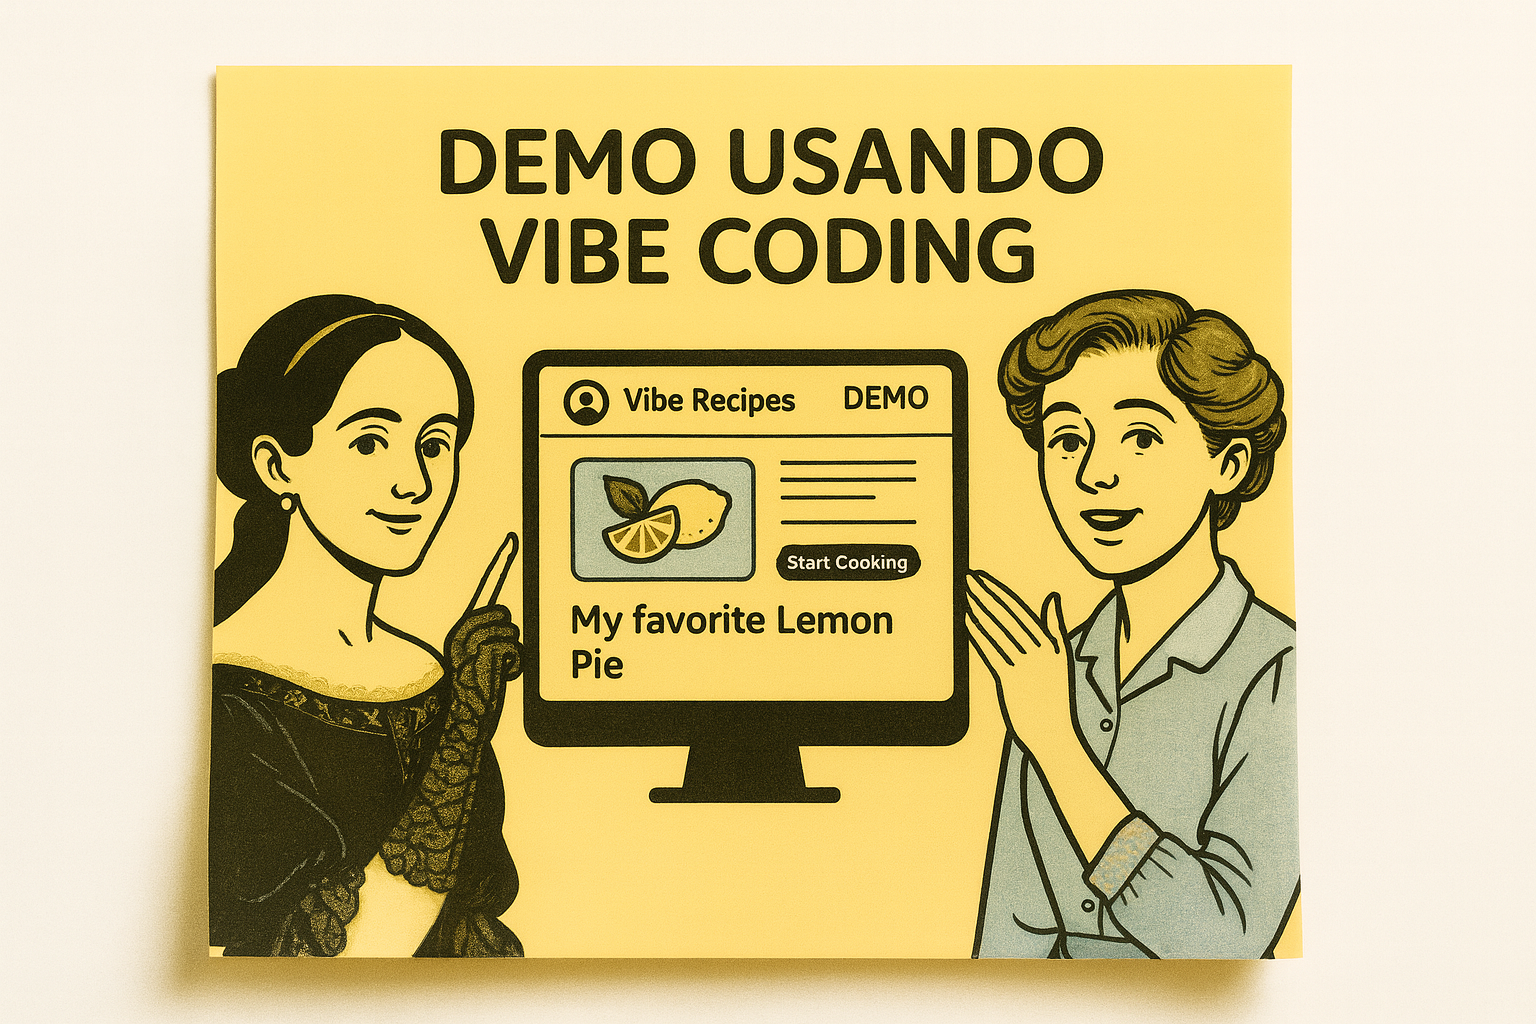 DEMO USANDO
VIBE CODING
Vibe Recipes
DEMO
Start Cooking
My favorite Lemon
Pie